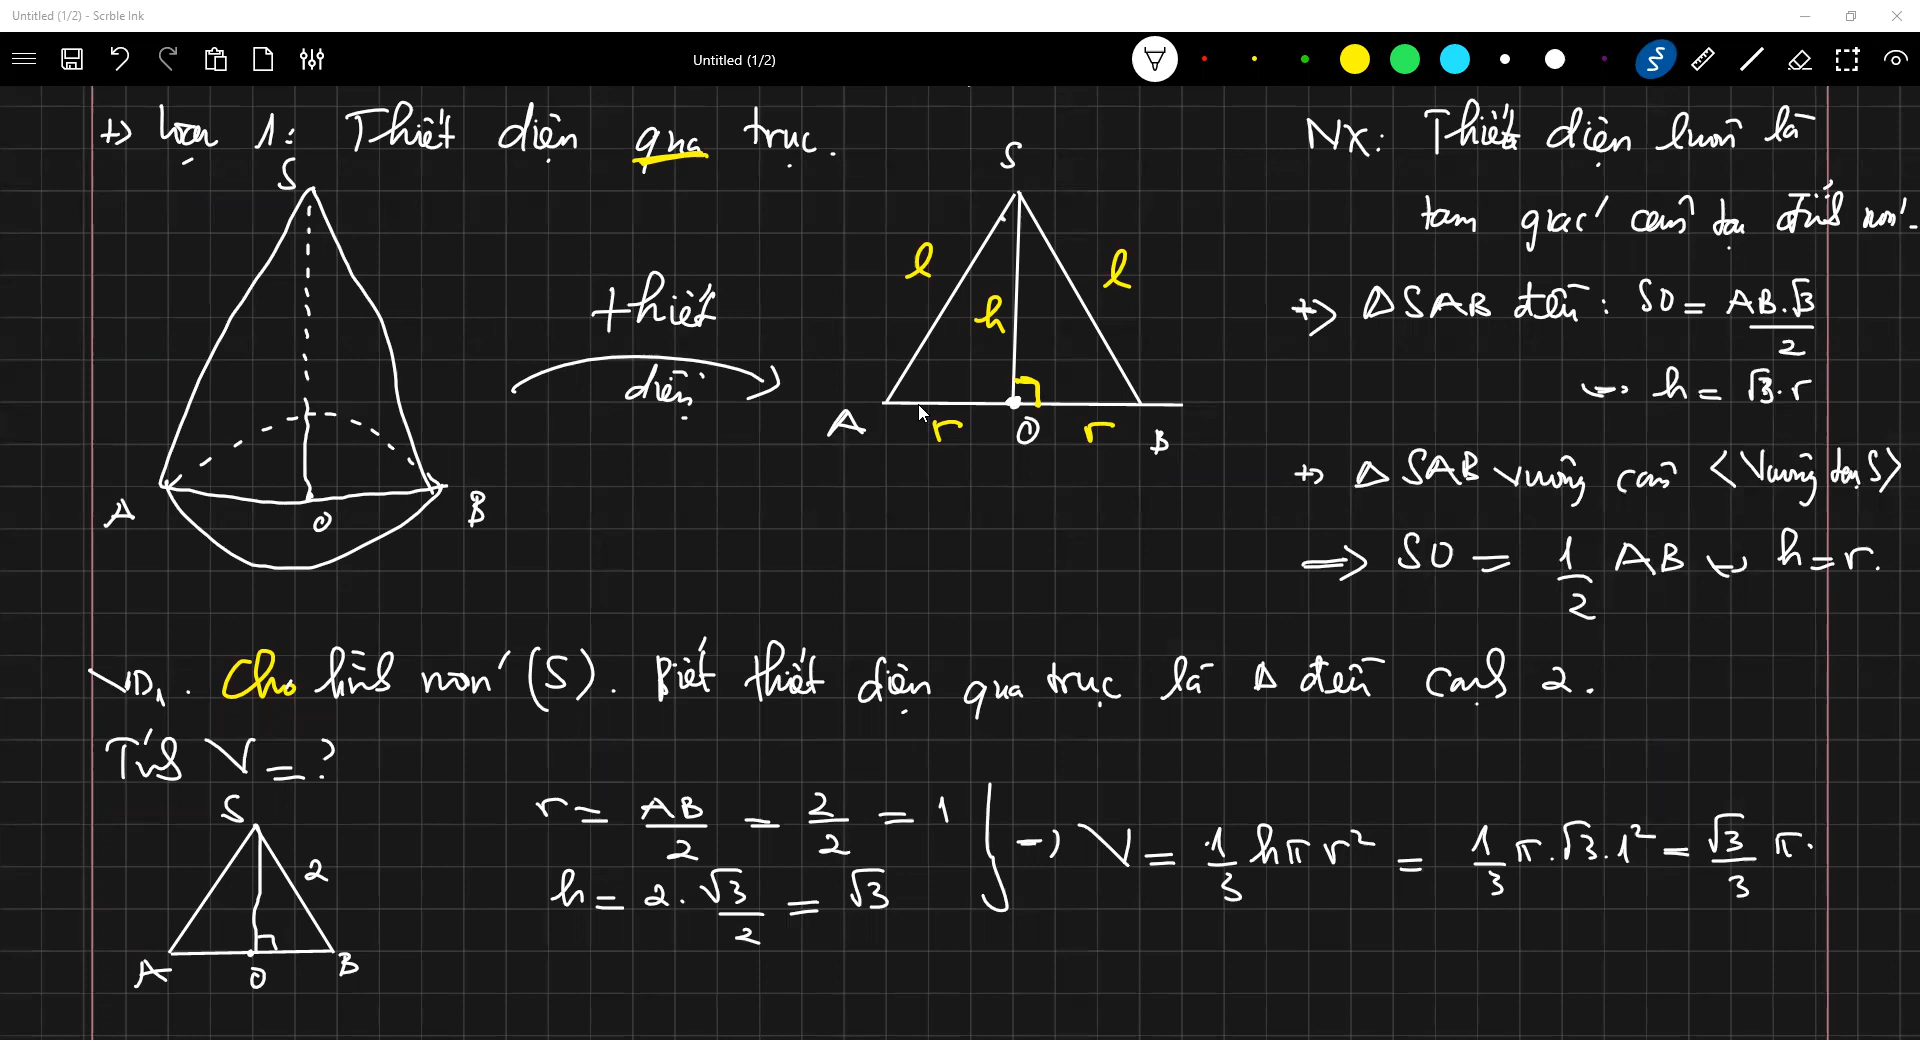 Untitled (1/2) - Scrble Ink
Untitled (1/2)
+) Loại 1: Thiết diện qua trục.
S
A
O
B
thiết
diện
S
l
l
h
r
r
A
O
B
NX: Thiết diện luôn là
tam giác cân tại đỉnh nón.
+) ΔSAB đều: SO = AB.√3/2
↔ h = √3.r
+) ΔSAB vuông cân <Vuông tại S>
⟹ SO = 1/2 AB ↔ h = r.
VD1. Cho hình nón (S). Biết thiết diện qua trục là Δ đều cạnh 2.
Tính V = ?
S
2
A
O
B
r = AB/2 = 2/2 = 1
h = 2.√3/2 = √3
→ V = 1/3 hπr² = 1/3 π.√3.1² = √3/3 π.